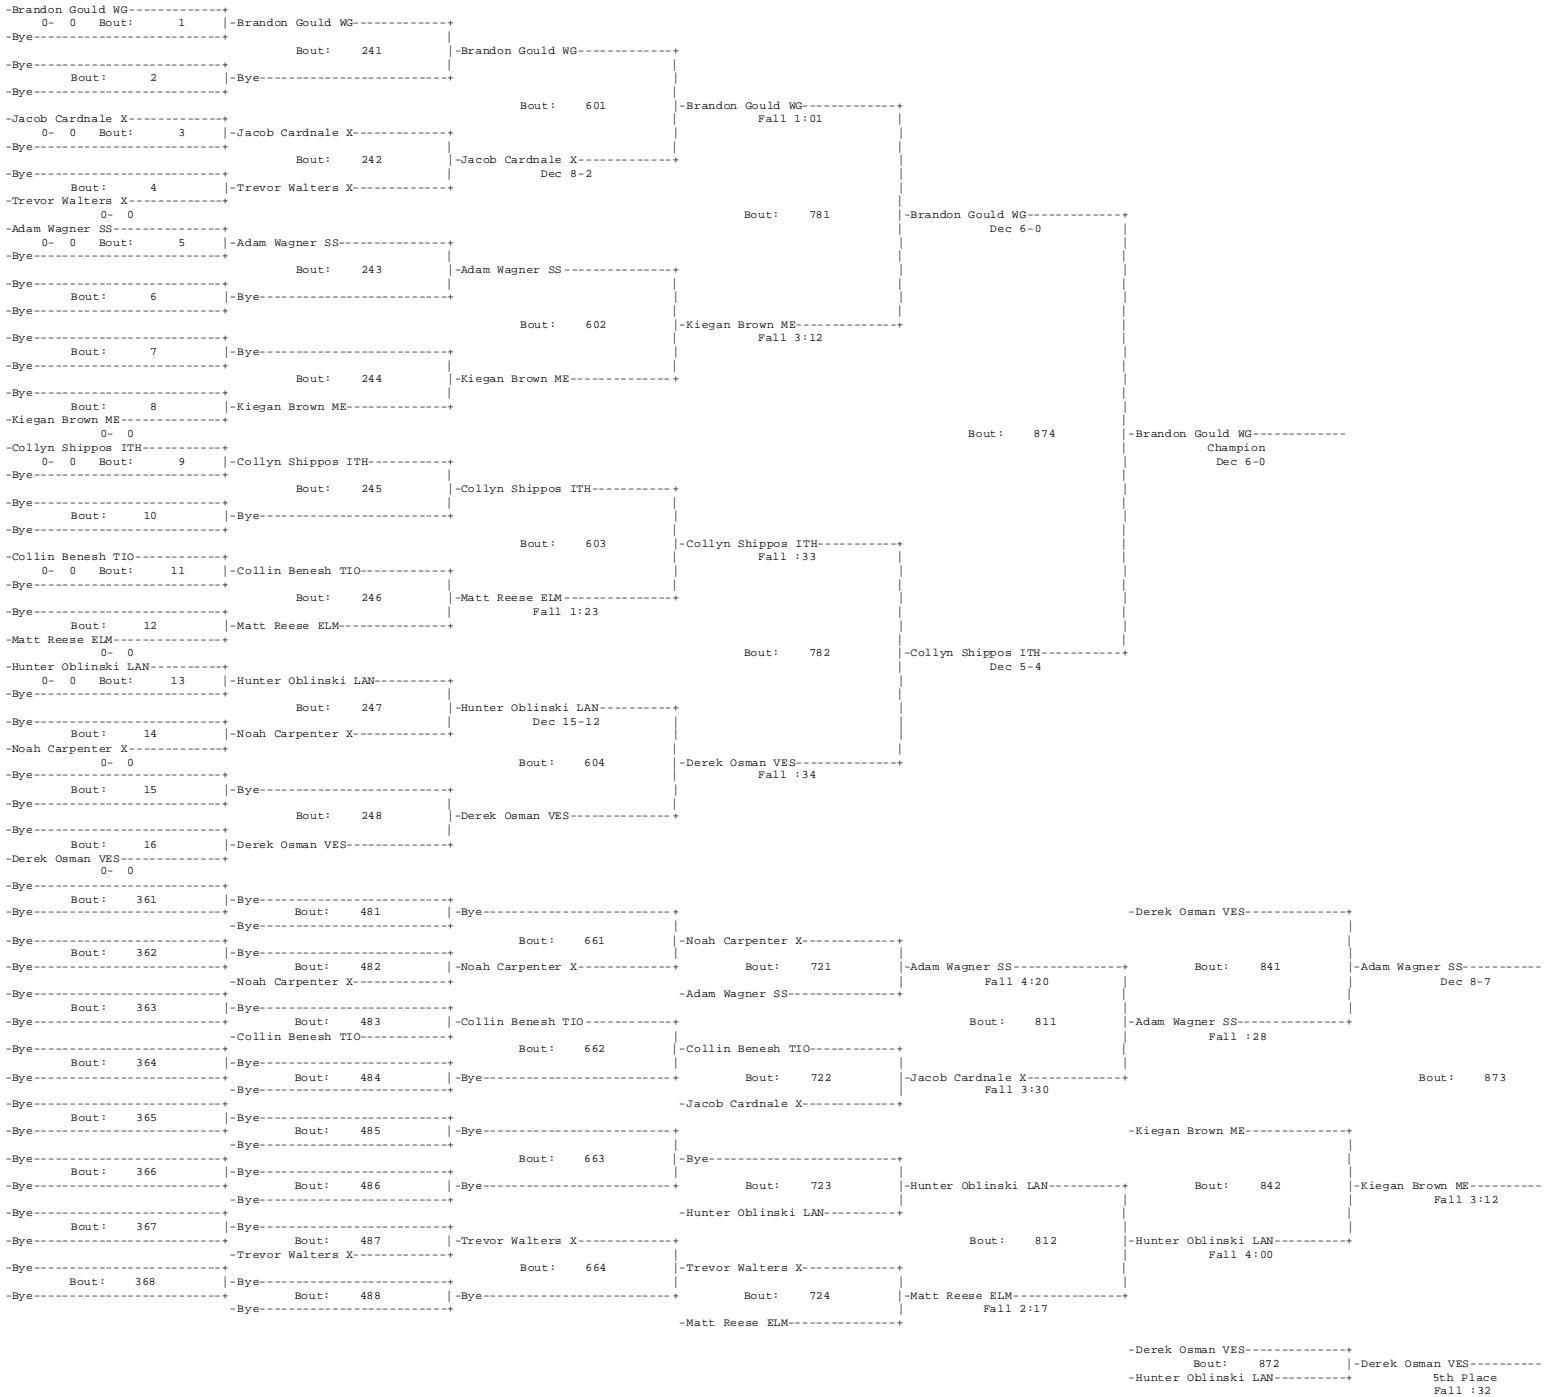 -Brandon Gould WG-------------+
0- 0 Bout: 1 |-Brandon Gould WG-------------+
-Bye--------------------------+ |
Bout: 241 |-Brandon Gould WG-------------+
-Bye--------------------------+ | |
Bout: 2 |-Bye--------------------------+ |
-Bye--------------------------+ |
Bout: 601 |-Brandon Gould WG-------------+
-Jacob Cardnale X-------------+ | Fall 1:01 |
0- 0 Bout: 3 |-Jacob Cardnale X-------------+ | |
-Bye--------------------------+ | | |
Bout: 242 |-Jacob Cardnale X-------------+ |
-Bye--------------------------+ | Dec 8-2 |
Bout: 4 |-Trevor Walters X-------------+ |
-Trevor Walters X-------------+ |
0- 0 Bout: 781 |-Brandon Gould WG-------------+
-Adam Wagner SS---------------+ | Dec 6-0 |
0- 0 Bout: 5 |-Adam Wagner SS---------------+ | |
-Bye--------------------------+ | | |
Bout: 243 |-Adam Wagner SS---------------+ | |
-Bye--------------------------+ | | | |
Bout: 6 |-Bye--------------------------+ | | |
-Bye--------------------------+ | | |
Bout: 602 |-Kiegan Brown ME--------------+ |
-Bye--------------------------+ | Fall 3:12 |
Bout: 7 |-Bye--------------------------+ | |
-Bye--------------------------+ | | |
Bout: 244 |-Kiegan Brown ME--------------+ |
-Bye--------------------------+ | |
Bout: 8 |-Kiegan Brown ME--------------+ |
-Kiegan Brown ME--------------+ |
0- 0 Bout: 874 |-Brandon Gould WG-------------
-Collyn Shippos ITH-----------+ | Champion
0- 0 Bout: 9 |-Collyn Shippos ITH-----------+ | Dec 6-0
-Bye--------------------------+ | |
Bout: 245 |-Collyn Shippos ITH-----------+ |
-Bye--------------------------+ | | |
Bout: 10 |-Bye--------------------------+ | |
-Bye--------------------------+ | |
Bout: 603 |-Collyn Shippos ITH-----------+ |
-Collin Benesh TIO------------+ | Fall :33 | |
0- 0 Bout: 11 |-Collin Benesh TIO------------+ | | |
-Bye--------------------------+ | | | |
Bout: 246 |-Matt Reese ELM---------------+ | |
-Bye--------------------------+ | Fall 1:23 | |
Bout: 12 |-Matt Reese ELM---------------+ | |
-Matt Reese ELM---------------+ | |
0- 0 Bout: 782 |-Collyn Shippos ITH-----------+
-Hunter Oblinski LAN----------+ | Dec 5-4
0- 0 Bout: 13 |-Hunter Oblinski LAN----------+ |
-Bye--------------------------+ | |
Bout: 247 |-Hunter Oblinski LAN----------+ |
-Bye--------------------------+ | Dec 15-12 | |
Bout: 14 |-Noah Carpenter X-------------+ | |
-Noah Carpenter X-------------+ | |
0- 0 Bout: 604 |-Derek Osman VES--------------+
-Bye--------------------------+ | Fall :34
Bout: 15 |-Bye--------------------------+ |
-Bye--------------------------+ | |
Bout: 248 |-Derek Osman VES--------------+
-Bye--------------------------+ |
Bout: 16 |-Derek Osman VES--------------+
-Derek Osman VES--------------+
0- 0
-Bye--------------------------+
Bout: 361 |-Bye--------------------------+
-Bye--------------------------+ Bout: 481 |-Bye--------------------------+ -Derek Osman VES--------------+
-Bye--------------------------+ | |
-Bye--------------------------+ Bout: 661 |-Noah Carpenter X-------------+ |
Bout: 362 |-Bye--------------------------+ | | |
-Bye--------------------------+ Bout: 482 |-Noah Carpenter X-------------+ Bout: 721 |-Adam Wagner SS---------------+ Bout: 841 |-Adam Wagner SS----------
-Noah Carpenter X-------------+ | Fall 4:20 | | Dec 8-7
-Bye--------------------------+ -Adam Wagner SS---------------+ | |
Bout: 363 |-Bye--------------------------+ | |
-Bye--------------------------+ Bout: 483 |-Collin Benesh TIO------------+ Bout: 811 |-Adam Wagner SS---------------+
-Collin Benesh TIO------------+ | | Fall :28
-Bye--------------------------+ Bout: 662 |-Collin Benesh TIO------------+ |
Bout: 364 |-Bye--------------------------+ | | |
-Bye--------------------------+ Bout: 484 |-Bye--------------------------+ Bout: 722 |-Jacob Cardnale X-------------+ Bout: 873
-Bye--------------------------+ | Fall 3:30
-Bye--------------------------+ -Jacob Cardnale X-------------+
Bout: 365 |-Bye--------------------------+
-Bye--------------------------+ Bout: 485 |-Bye--------------------------+ -Kiegan Brown ME--------------+
-Bye--------------------------+ | |
-Bye--------------------------+ Bout: 663 |-Bye--------------------------+ |
Bout: 366 |-Bye--------------------------+ | | |
-Bye--------------------------+ Bout: 486 |-Bye--------------------------+ Bout: 723 |-Hunter Oblinski LAN----------+ Bout: 842 |-Kiegan Brown ME---------
-Bye--------------------------+ | | | Fall 3:12
-Bye--------------------------+ -Hunter Oblinski LAN----------+ | |
Bout: 367 |-Bye--------------------------+ | |
-Bye--------------------------+ Bout: 487 |-Trevor Walters X-------------+ Bout: 812 |-Hunter Oblinski LAN----------+
-Trevor Walters X-------------+ | | Fall 4:00
-Bye--------------------------+ Bout: 664 |-Trevor Walters X-------------+ |
Bout: 368 |-Bye--------------------------+ | | |
-Bye--------------------------+ Bout: 488 |-Bye--------------------------+ Bout: 724 |-Matt Reese ELM---------------+
-Bye--------------------------+ | Fall 2:17
-Matt Reese ELM---------------+
-Derek Osman VES--------------+
Bout: 872 |-Derek Osman VES---------
-Hunter Oblinski LAN----------+ 5th Place
Fall :32